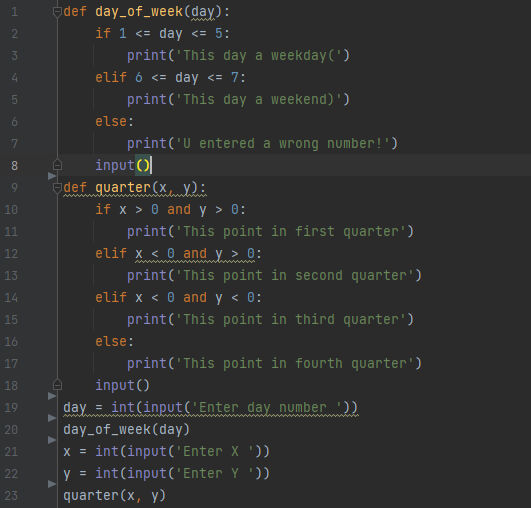 1 def day_of_week(day):
2 if 1 <= day <= 5:
3 print('This day a weekday(')
4 elif 6 <= day <= 7:
5 print('This day a weekend)')
6 else:
7 print('U entered a wrong number!')
8 input()
9 def quarter(x, y):
10 if x > 0 and y > 0:
11 print('This point in first quarter')
12 elif x < 0 and y > 0:
13 print('This point in second quarter')
14 elif x < 0 and y < 0:
15 print('This point in third quarter')
16 else:
17 print('This point in fourth quarter')
18 input()
19 day = int(input('Enter day number '))
20 day_of_week(day)
21 x = int(input('Enter X '))
22 y = int(input('Enter Y '))
23 quarter(x, y)